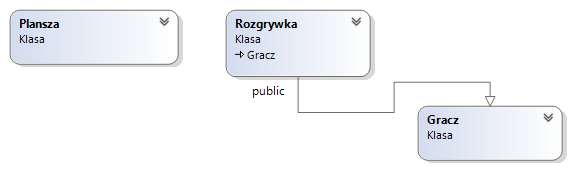 Plansza
Klasa
Rozgrywka
Klasa
Gracz
public
Gracz
Klasa